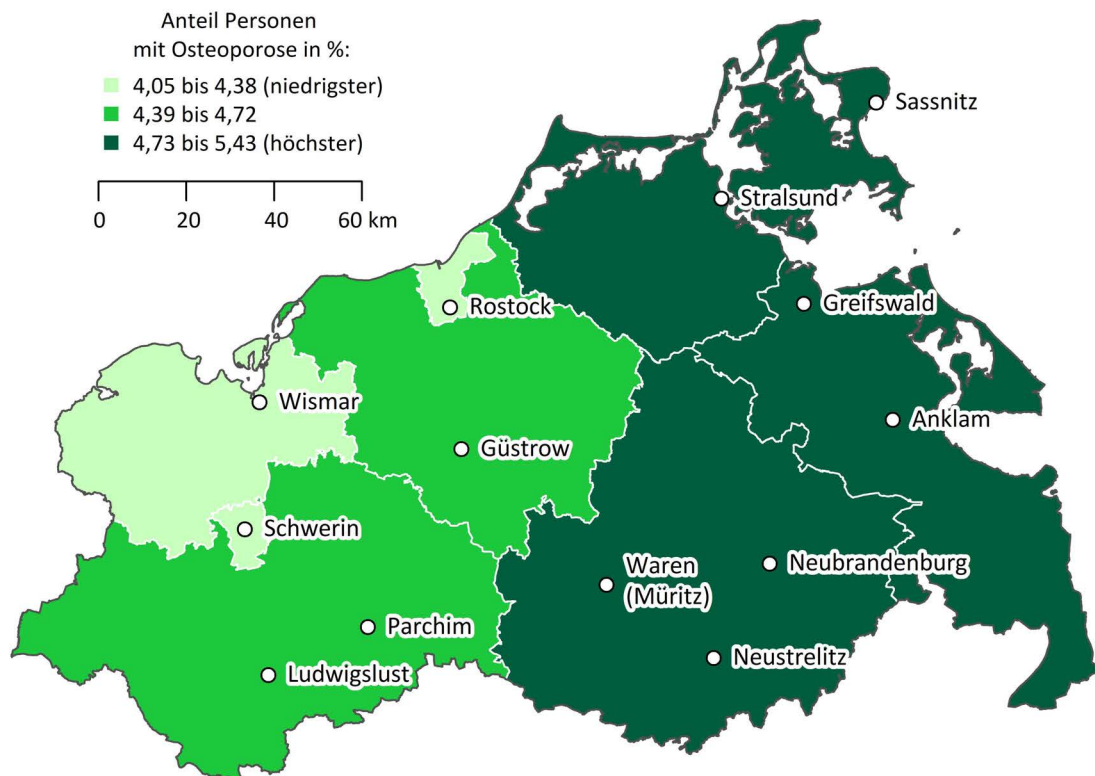 Anteil Personen
mit Osteoporose in %:
4,05 bis 4,38 (niedrigster)
4,39 bis 4,72
4,73 bis 5,43 (höchster)
0 20 40 60 km
Sassnitz
Stralsund
Rostock
Greifswald
Wismar
Anklam
Güstrow
Schwerin
Waren
(Müritz)
Neubrandenburg
Parchim
Neustrelitz
Ludwigslust